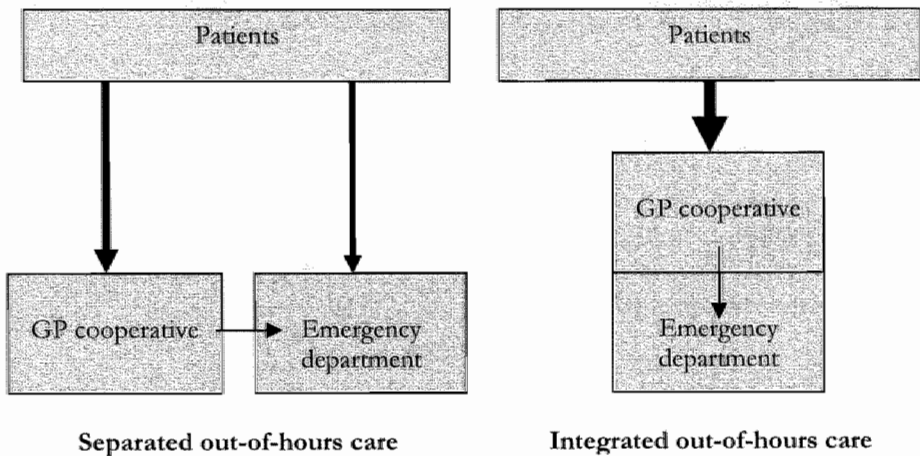 Patients
GP cooperative
Emergency
department
Separated out-of-hours care
Patients
GP cooperative
Emergency
department
Integrated out-of-hours care